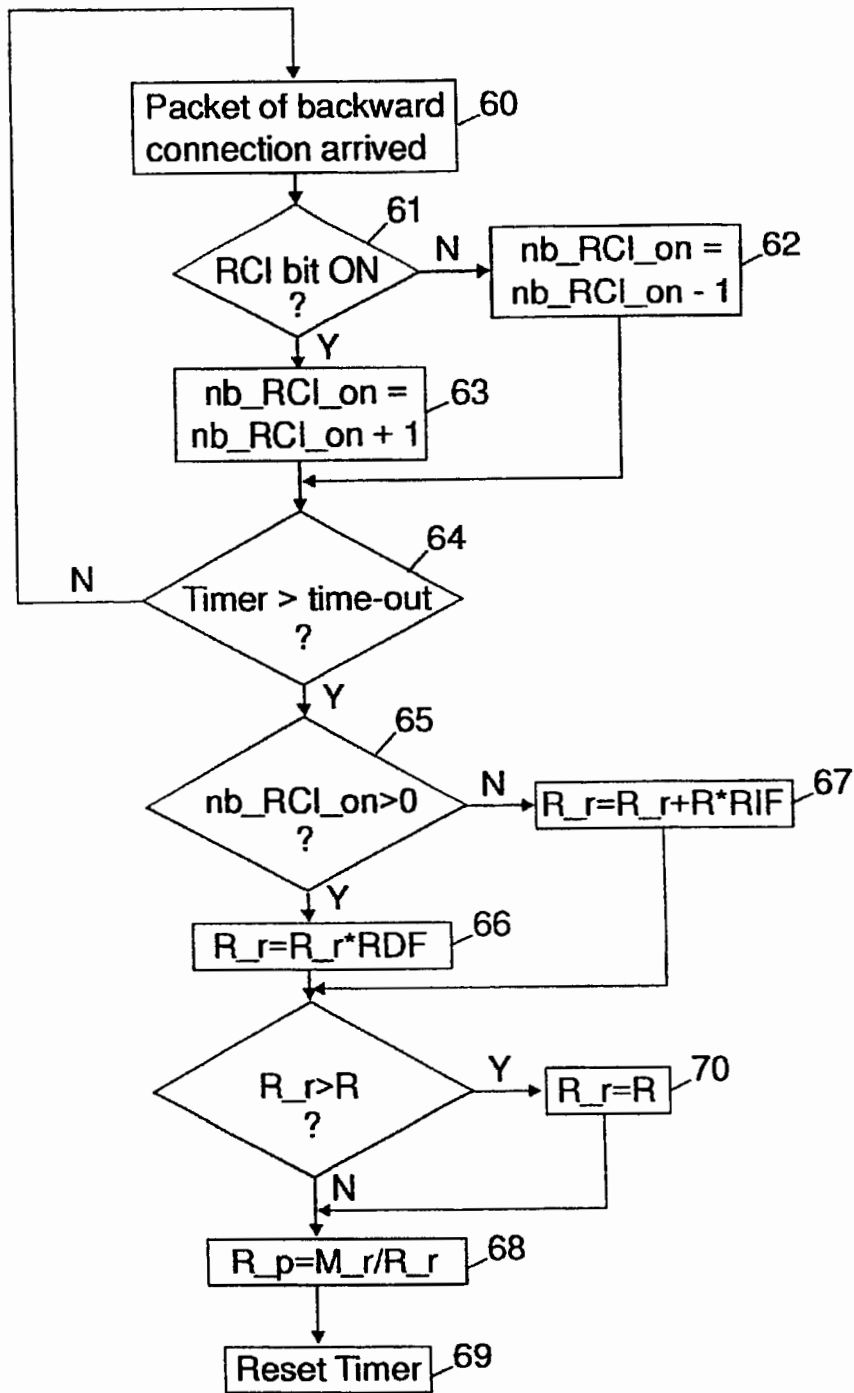 Packet of backward
connection arrived
60
61
RCI bit ON
?
N
nb_RCI_on =
nb_RCI_on - 1
62
Y
nb_RCI_on =
nb_RCI_on + 1
63
64
N
Timer > time-out
?
Y
65
nb_RCI_on>0
?
N
R_r=R_r+R*RIF
67
Y
R_r=R_r*RDF
66
R_r>R
?
Y
R_r=R
70
N
R_p=M_r/R_r
68
Reset Timer
69